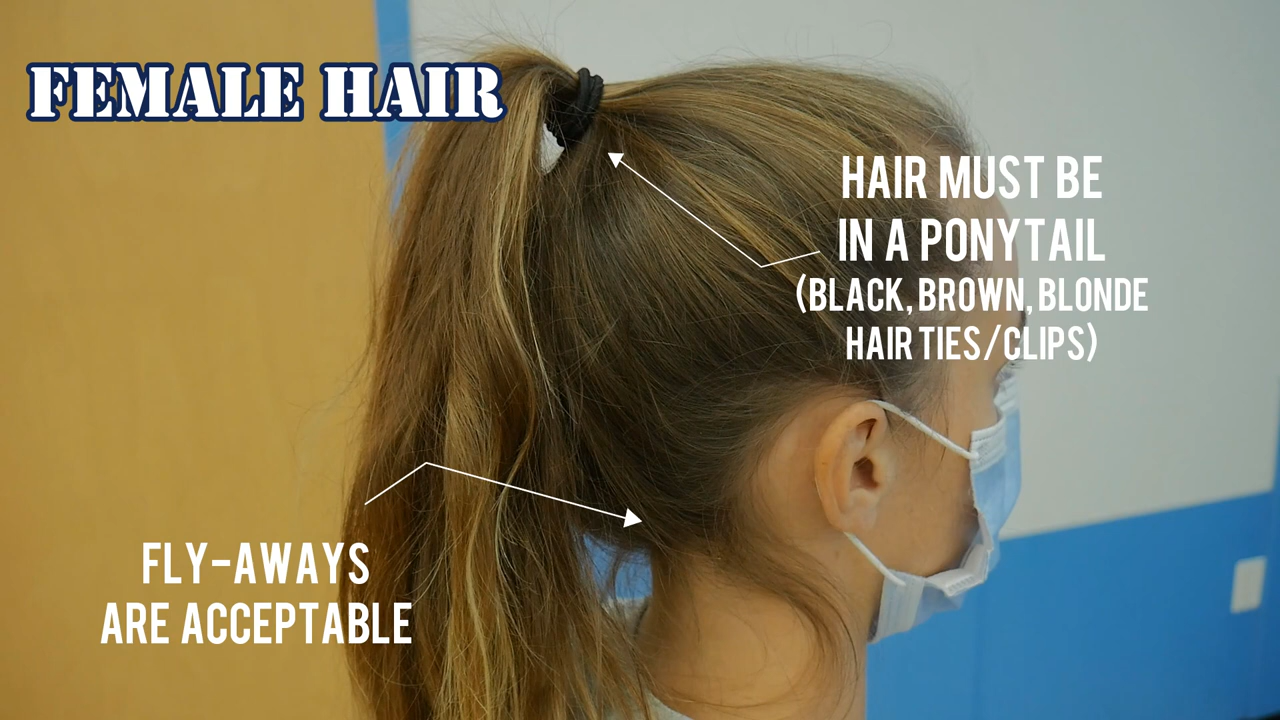 FEMALE HAIR
HAIR MUST BE
IN A PONYTAIL
(BLACK, BROWN, BLONDE
HAIR TIES/CLIPS)
FLY-AWAYS
ARE ACCEPTABLE